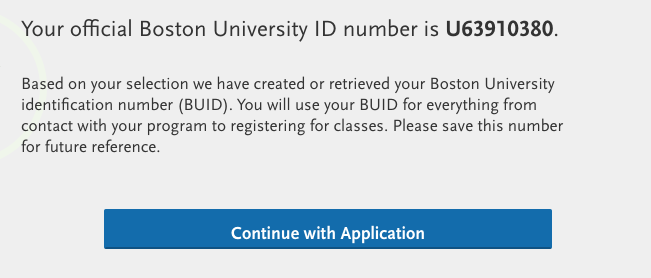 Your official Boston University ID number is U63910380.
Based on your selection we have created or retrieved your Boston University
identification number (BUID). You will use your BUID for everything from
contact with your program to registering for classes. Please save this number
for future reference.
Continue with Application